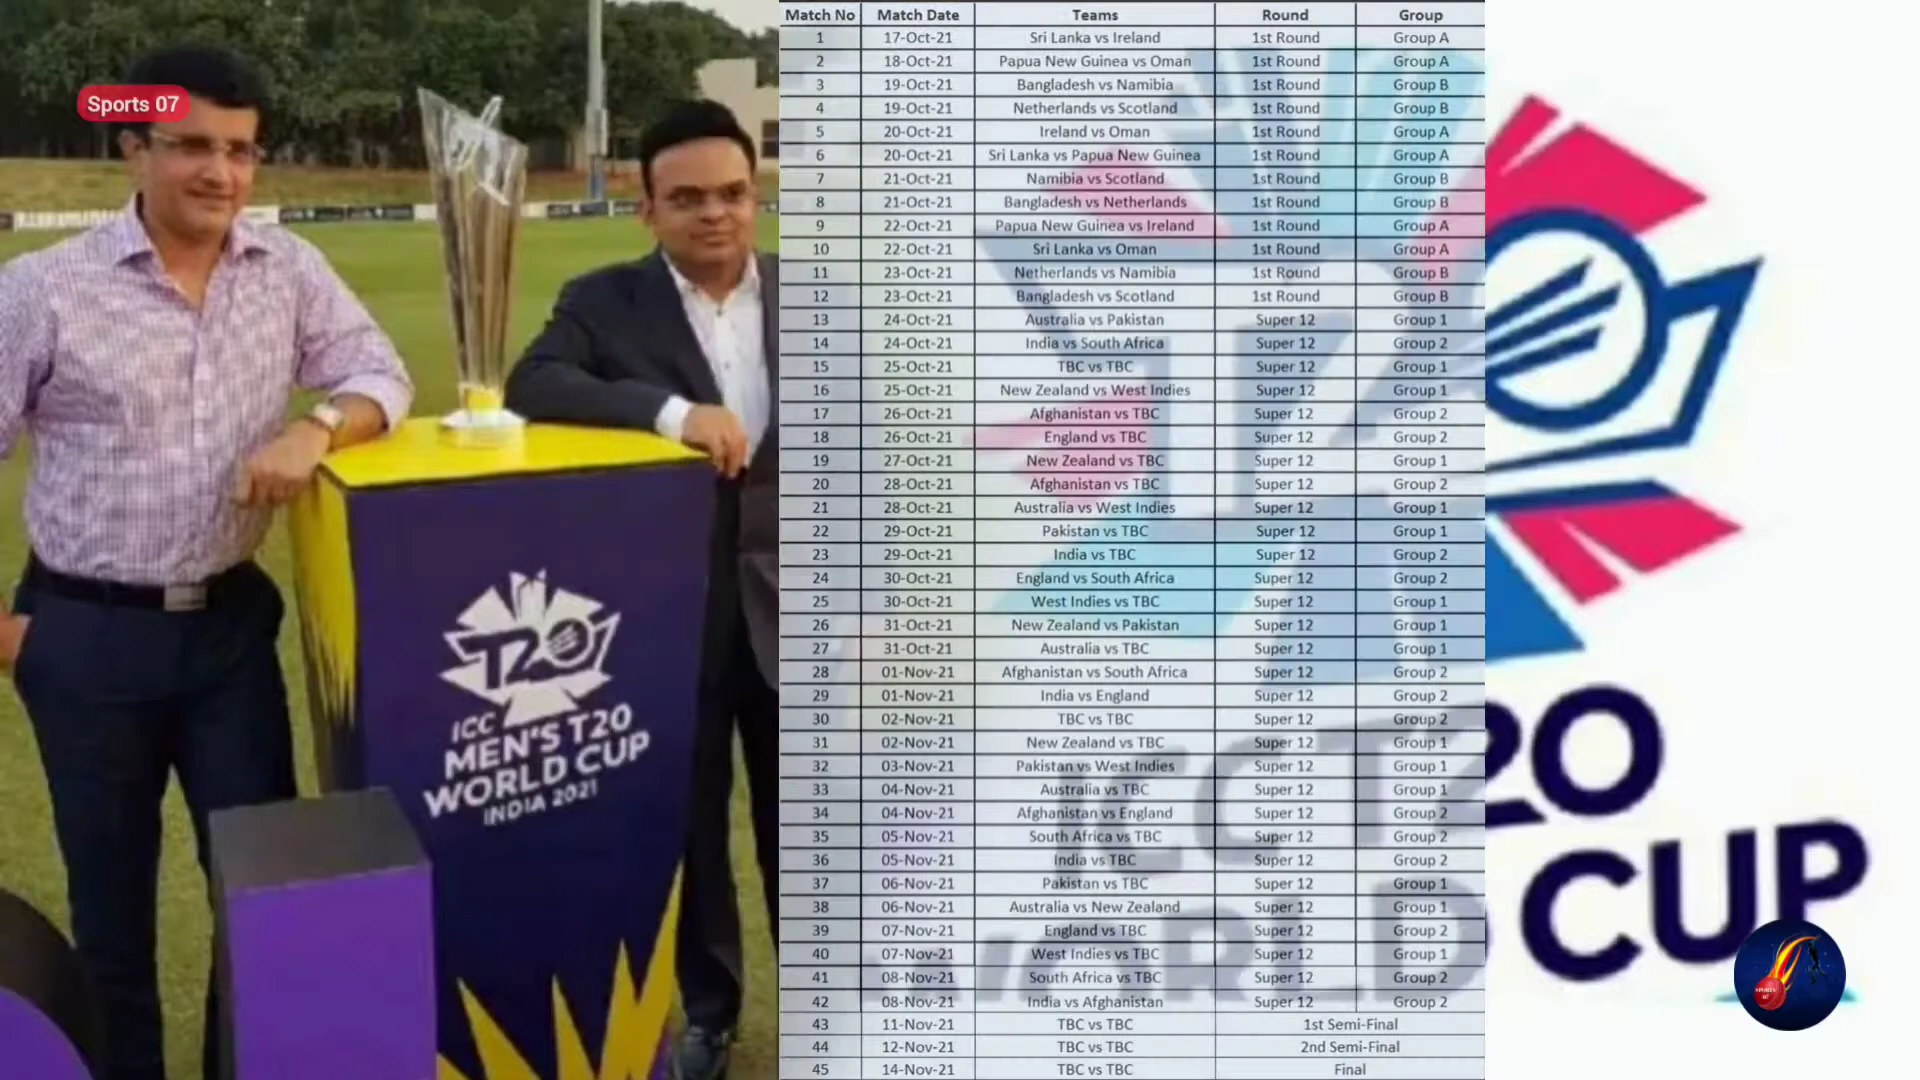 Sports 07
ICC
MEN'S T20
WORLD CUP
INDIA 2021
Match No Match Date Teams Round Group
1 17-Oct-21 Sri Lanka vs Ireland 1st Round Group A
2 18-Oct-21 Papua New Guinea vs Oman 1st Round Group A
3 19-Oct-21 Bangladesh vs Namibia 1st Round Group B
4 19-Oct-21 Netherlands vs Scotland 1st Round Group B
5 20-Oct-21 Ireland vs Oman 1st Round Group A
6 20-Oct-21 Sri Lanka vs Papua New Guinea 1st Round Group A
7 21-Oct-21 Namibia vs Scotland 1st Round Group B
8 21-Oct-21 Bangladesh vs Netherlands 1st Round Group B
9 22-Oct-21 Papua New Guinea vs Ireland 1st Round Group A
10 22-Oct-21 Sri Lanka vs Oman 1st Round Group A
11 23-Oct-21 Netherlands vs Namibia 1st Round Group B
12 23-Oct-21 Bangladesh vs Scotland 1st Round Group B
13 24-Oct-21 Australia vs Pakistan Super 12 Group 1
14 24-Oct-21 India vs South Africa Super 12 Group 2
15 25-Oct-21 TBC vs TBC Super 12 Group 1
16 25-Oct-21 New Zealand vs West Indies Super 12 Group 1
17 26-Oct-21 Afghanistan vs TBC Super 12 Group 2
18 26-Oct-21 England vs TBC Super 12 Group 2
19 27-Oct-21 New Zealand vs TBC Super 12 Group 1
20 28-Oct-21 Afghanistan vs TBC Super 12 Group 2
21 28-Oct-21 Australia vs West Indies Super 12 Group 1
22 29-Oct-21 Pakistan vs TBC Super 12 Group 1
23 29-Oct-21 India vs TBC Super 12 Group 2
24 30-Oct-21 England vs South Africa Super 12 Group 2
25 30-Oct-21 West Indies vs TBC Super 12 Group 1
26 31-Oct-21 New Zealand vs Pakistan Super 12 Group 1
27 31-Oct-21 Australia vs TBC Super 12 Group 1
28 01-Nov-21 Afghanistan vs South Africa Super 12 Group 2
29 01-Nov-21 India vs England Super 12 Group 2
30 02-Nov-21 TBC vs TBC Super 12 Group 2
31 02-Nov-21 New Zealand vs TBC Super 12 Group 1
32 03-Nov-21 Pakistan vs West Indies Super 12 Group 1
33 04-Nov-21 Australia vs TBC Super 12 Group 1
34 04-Nov-21 Afghanistan vs England Super 12 Group 2
35 05-Nov-21 South Africa vs TBC Super 12 Group 2
36 05-Nov-21 India vs TBC Super 12 Group 2
37 06-Nov-21 Pakistan vs TBC Super 12 Group 1
38 06-Nov-21 Australia vs New Zealand Super 12 Group 1
39 07-Nov-21 England vs TBC Super 12 Group 2
40 07-Nov-21 West Indies vs TBC Super 12 Group 1
41 08-Nov-21 South Africa vs TBC Super 12 Group 2
42 08-Nov-21 India vs Afghanistan Super 12 Group 2
43 11-Nov-21 TBC vs TBC 1st Semi-Final
44 12-Nov-21 TBC vs TBC 2nd Semi-Final
45 14-Nov-21 TBC vs TBC Final
20
CUP
SPORTS
07